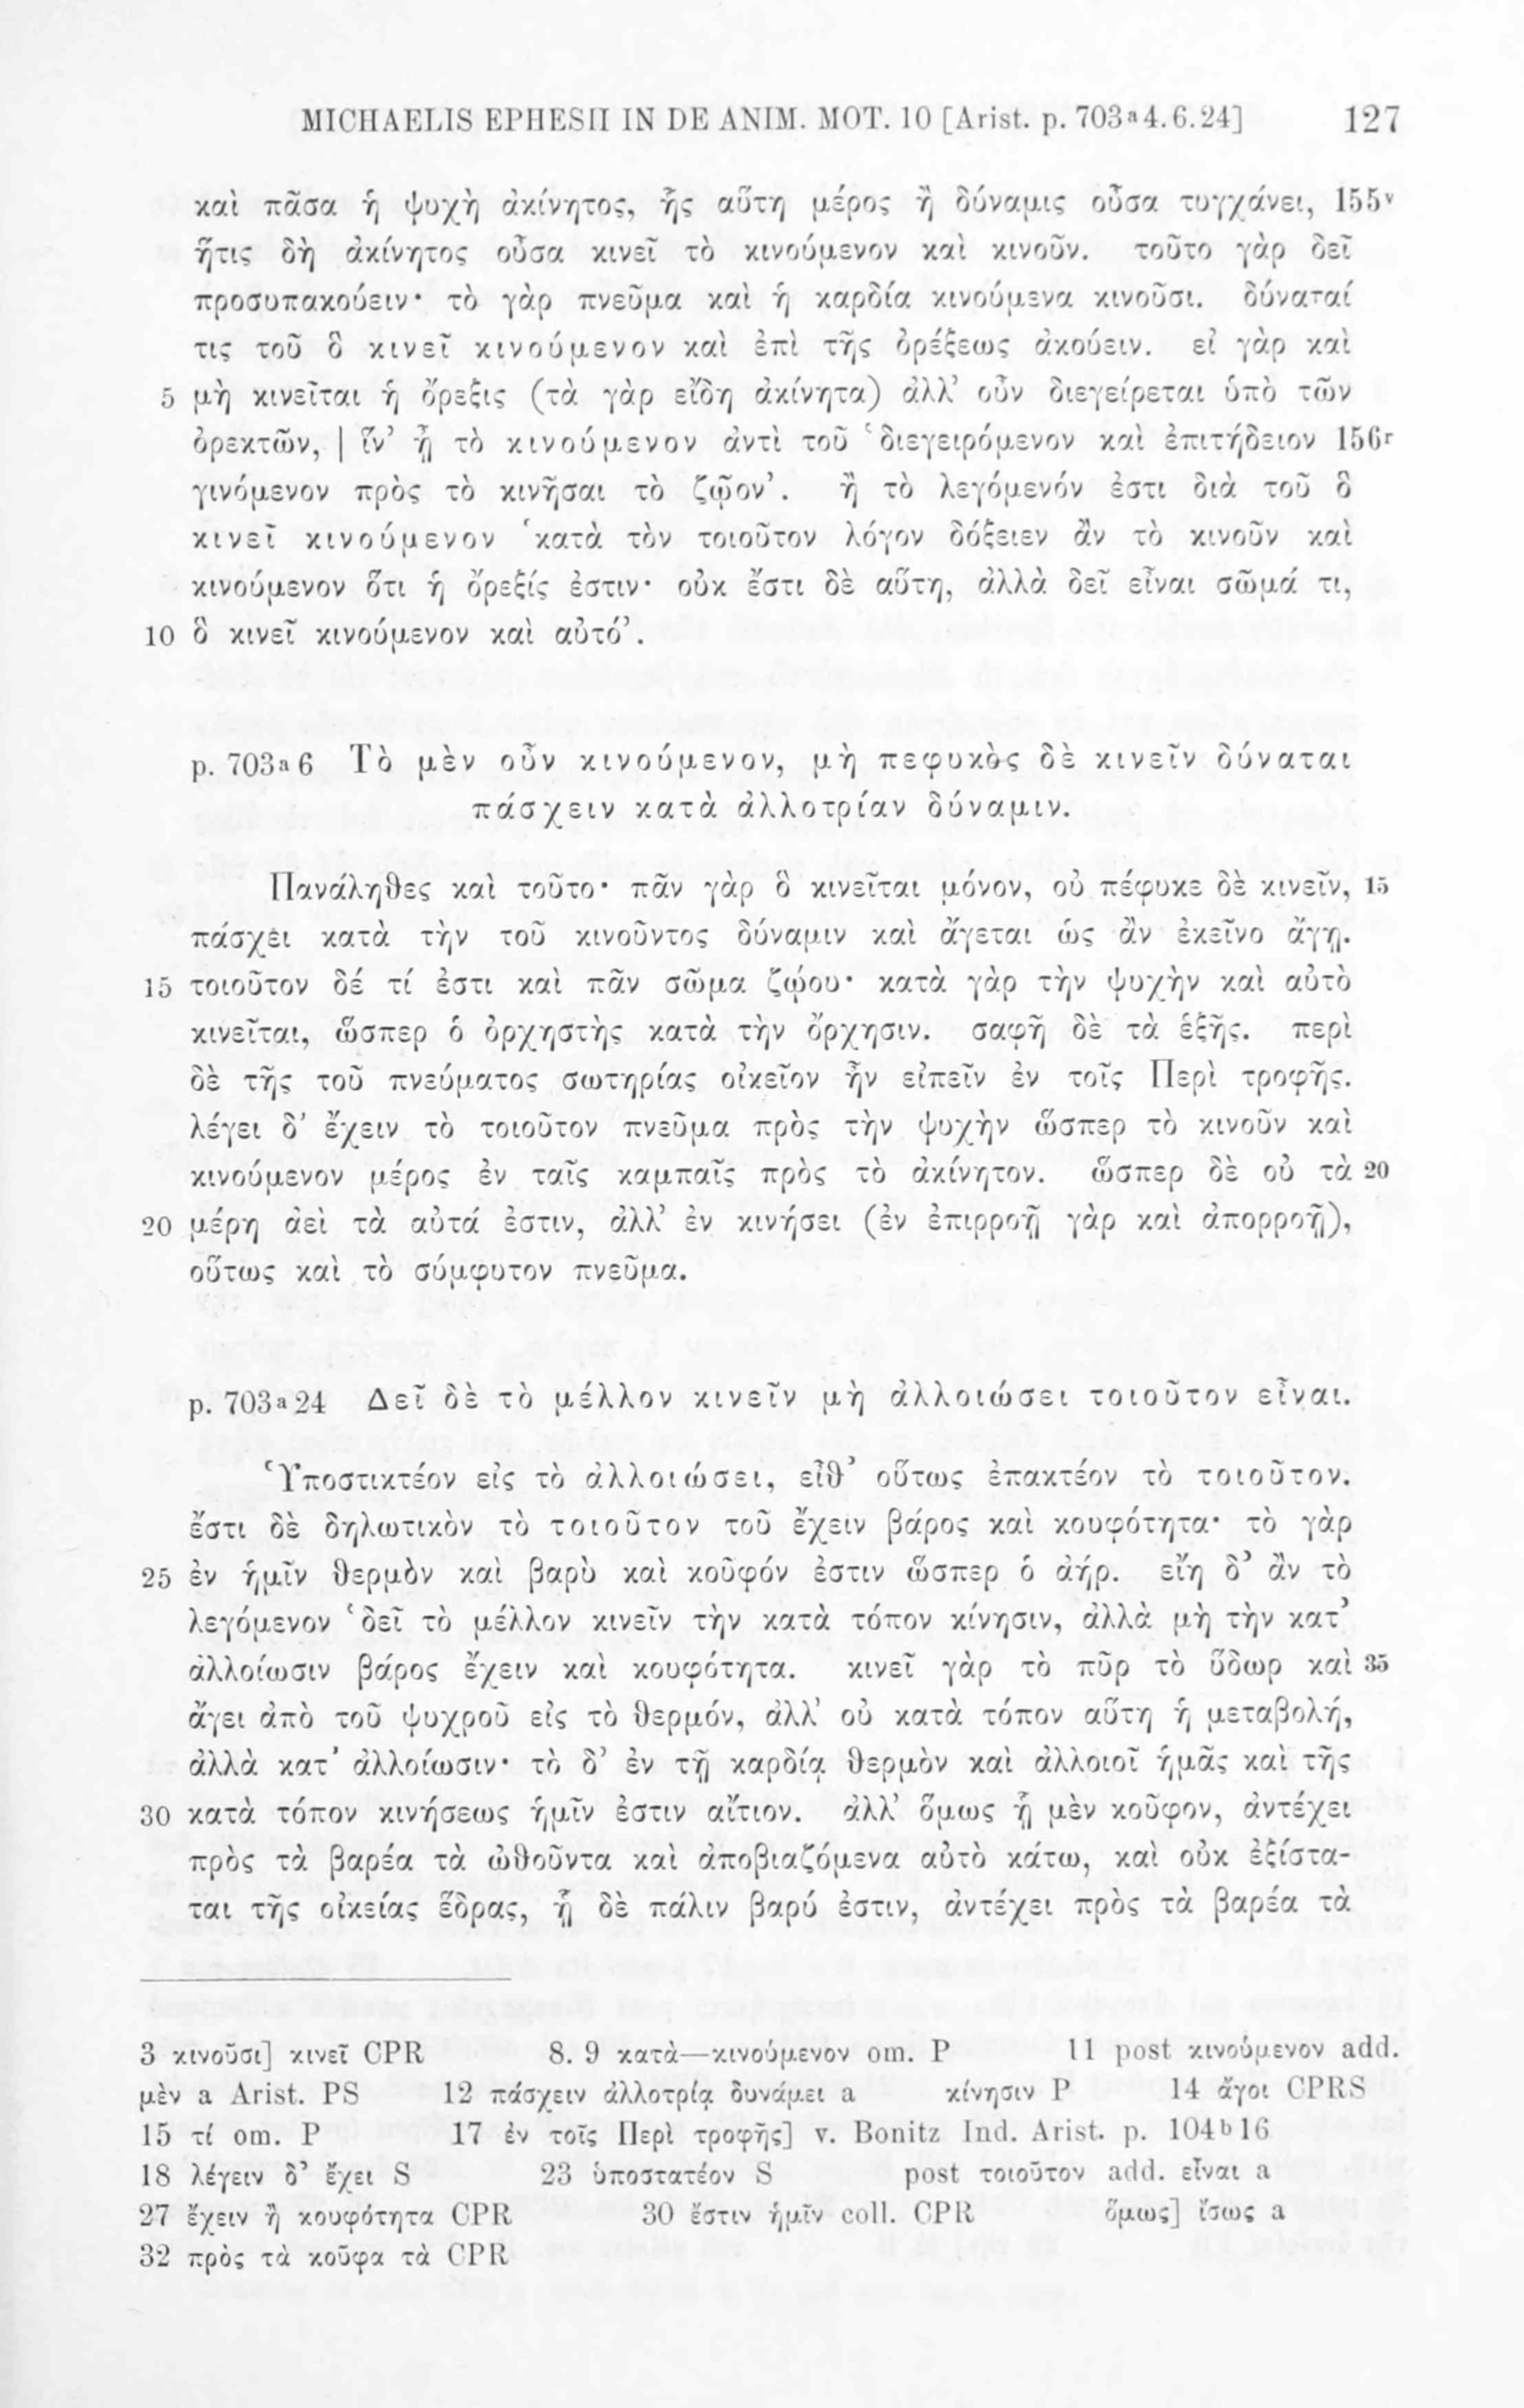 MICHAELIS EPHESII IN DE ANIM. MOT. 10 [Arist. p. 703ª4.6.24] 127
καὶ πᾶσα ἡ ψυχὴ ἀκίνητος, ἧς αὕτη μέρος ἢ δύναμις οὖσα τυγχάνει, 155ᵛ
ἥτις δὴ ἀκίνητος οὖσα κινεῖ τὸ κινούμενον καὶ κινοῦν. τοῦτο γὰρ δεῖ
προσυπακούειν· τὸ γὰρ πνεῦμα καὶ ἡ καρδία κινούμενα κινοῦσι. δύναταί
τις τοῦ ὃ κινεῖ κινούμενον καὶ ἐπὶ τῆς ὀρέξεως ἀκούειν. εἰ γὰρ καὶ
5 μὴ κινεῖται ἡ ὄρεξις (τὰ γὰρ εἴδη ἀκίνητα) ἀλλ’ οὖν διεγείρεται ὑπὸ τῶν
ὀρεκτῶν, | ἵν’ ᾖ τὸ κινούμενον ἀντὶ τοῦ ‘διεγειρόμενον καὶ ἐπιτήδειον 156ʳ
γινόμενον πρὸς τὸ κινῆσαι τὸ ζῷον’. ἢ τὸ λεγόμενόν ἐστι διὰ τοῦ ὃ
κινεῖ κινούμενον ‘κατὰ τὸν τοιοῦτον λόγον δόξειεν ἂν τὸ κινοῦν καὶ
κινούμενον ὅτι ἡ ὄρεξίς ἐστιν· οὐκ ἔστι δὲ αὕτη, ἀλλὰ δεῖ εἶναι σῶμά τι,
10 ὃ κινεῖ κινούμενον καὶ αὐτό’.
p. 703ª6 Τὸ μὲν οὖν κινούμενον, μὴ πεφυκὸς δὲ κινεῖν δύναται
πάσχειν κατὰ ἀλλοτρίαν δύναμιν.
Πανάληθες καὶ τοῦτο· πᾶν γὰρ ὃ κινεῖται μόνον, οὐ πέφυκε δὲ κινεῖν, 15
πάσχει κατὰ τὴν τοῦ κινοῦντος δύναμιν καὶ ἄγεται ὡς ἂν ἐκεῖνο ἄγῃ.
15 τοιοῦτον δέ τί ἐστι καὶ πᾶν σῶμα ζῴου· κατὰ γὰρ τὴν ψυχὴν καὶ αὐτὸ
κινεῖται, ὥσπερ ὁ ὀρχηστὴς κατὰ τὴν ὄρχησιν. σαφῆ δὲ τὰ ἑξῆς. περὶ
δὲ τῆς τοῦ πνεύματος σωτηρίας οἰκεῖον ἦν εἰπεῖν ἐν τοῖς Περὶ τροφῆς.
λέγει δ’ ἔχειν τὸ τοιοῦτον πνεῦμα πρὸς τὴν ψυχὴν ὥσπερ τὸ κινοῦν καὶ
κινούμενον μέρος ἐν ταῖς καμπαῖς πρὸς τὸ ἀκίνητον. ὥσπερ δὲ οὐ τὰ 20
20 μέρη ἀεὶ τὰ αὐτά ἐστιν, ἀλλ’ ἐν κινήσει (ἐν ἐπιρροῇ γὰρ καὶ ἀπορροῇ),
οὕτως καὶ τὸ σύμφυτον πνεῦμα.
p. 703ª24 Δεῖ δὲ τὸ μέλλον κινεῖν μὴ ἀλλοιώσει τοιοῦτον εἶναι.
Ὑποστικτέον εἰς τὸ ἀλλοιώσει, εἶθ’ οὕτως ἐπακτέον τὸ τοιοῦτον.
ἔστι δὲ δηλωτικὸν τὸ τοιοῦτον τοῦ ἔχειν βάρος καὶ κουφότητα· τὸ γὰρ
25 ἐν ἡμῖν θερμὸν καὶ βαρὺ καὶ κοῦφόν ἐστιν ὥσπερ ὁ ἀήρ. εἴη δ’ ἂν τὸ
λεγόμενον ‘δεῖ τὸ μέλλον κινεῖν τὴν κατὰ τόπον κίνησιν, ἀλλὰ μὴ τὴν κατ’
ἀλλοίωσιν βάρος ἔχειν καὶ κουφότητα. κινεῖ γὰρ τὸ πῦρ τὸ ὕδωρ καὶ 35
ἄγει ἀπὸ τοῦ ψυχροῦ εἰς τὸ θερμόν, ἀλλ’ οὐ κατὰ τόπον αὕτη ἡ μεταβολή,
ἀλλὰ κατ’ ἀλλοίωσιν· τὸ δ’ ἐν τῇ καρδίᾳ θερμὸν καὶ ἀλλοιοῖ ἡμᾶς καὶ τῆς
30 κατὰ τόπον κινήσεως ἡμῖν ἐστιν αἴτιον. ἀλλ’ ὅμως ᾗ μὲν κοῦφον, ἀντέχει
πρὸς τὰ βαρέα τὰ ὠθοῦντα καὶ ἀποβιαζόμενα αὐτὸ κάτω, καὶ οὐκ ἐξίστα-
ται τῆς οἰκείας ἕδρας, ᾗ δὲ πάλιν βαρύ ἐστιν, ἀντέχει πρὸς τὰ βαρέα τὰ
3 κινοῦσι] κινεῖ CPR 8. 9 κατὰ—κινούμενον om. P 11 post κινούμενον add.
μὲν a Arist. PS 12 πάσχειν ἀλλοτρίᾳ δυνάμει a κίνησιν P 14 ἄγοι CPRS
15 τί om. P 17 ἐν τοῖς Περὶ τροφῆς] v. Bonitz Ind. Arist. p. 104ᵇ16
18 λέγειν δ’ ἔχει S 23 ὑποστατέον S post τοιοῦτον add. εἶναι a
27 ἔχειν ἢ κουφότητα CPR 30 ἔστιν ἡμῖν coll. CPR ὅμως] ἴσως a
32 πρὸς τὰ κοῦφα τὰ CPR